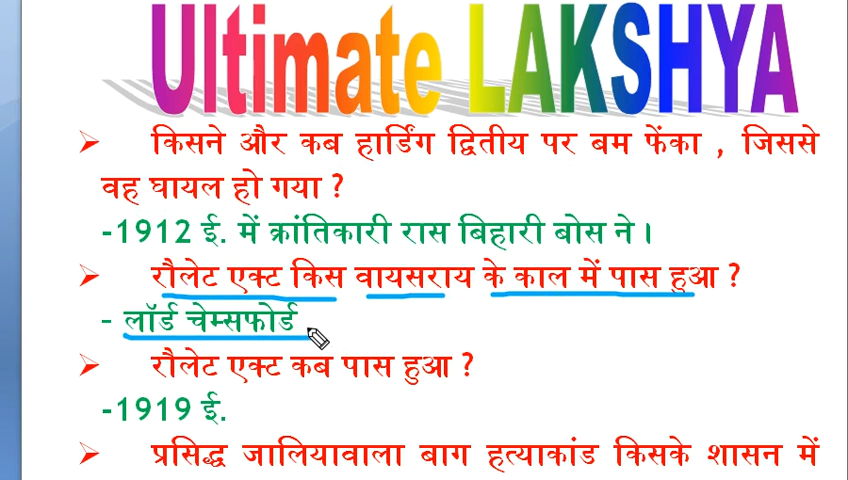 Ultimate LAKSHYA
➢ किसने और कब हार्डिंग द्वितीय पर बम फेंका , जिससे
वह घायल हो गया ?
-1912 ई. में क्रांतिकारी रास बिहारी बोस ने।
➢ रौलेट एक्ट किस वायसराय के काल में पास हुआ ?
- लॉर्ड चेम्सफोर्ड
➢ रौलेट एक्ट कब पास हुआ ?
-1919 ई.
➢ प्रसिद्ध जालियावाला बाग हत्याकांड किसके शासन में